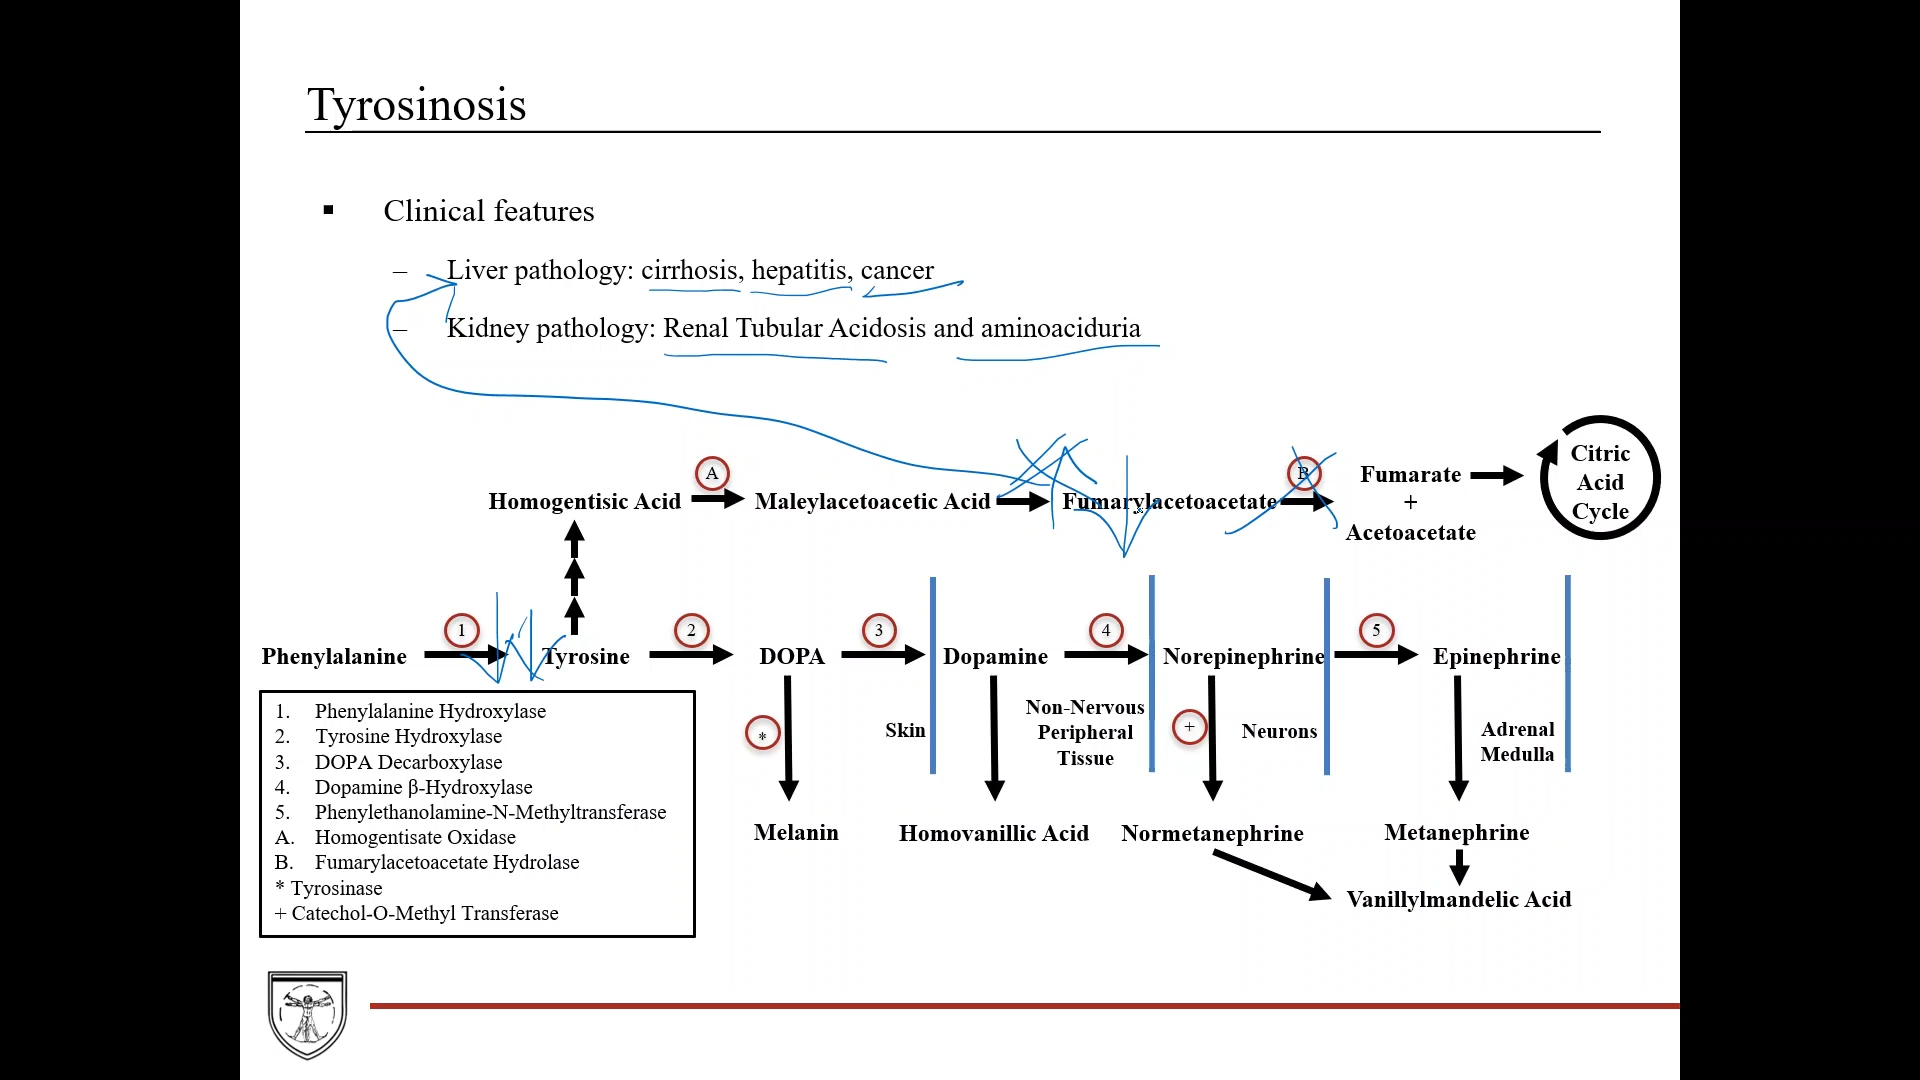 Tyrosinosis
▪ Clinical features
– Liver pathology: cirrhosis, hepatitis, cancer
– Kidney pathology: Renal Tubular Acidosis and aminoaciduria
Homogentisic Acid
A
Maleylacetoacetic Acid
Fumarylacetoacetate
B
Fumarate
+
Acetoacetate
Citric
Acid
Cycle
Phenylalanine
1
Tyrosine
2
DOPA
3
Dopamine
4
Norepinephrine
5
Epinephrine
*
Skin
Non-Nervous
Peripheral
Tissue
+
Neurons
Adrenal
Medulla
Melanin
Homovanillic Acid
Normetanephrine
Metanephrine
Vanillylmandelic Acid
1. Phenylalanine Hydroxylase
2. Tyrosine Hydroxylase
3. DOPA Decarboxylase
4. Dopamine β-Hydroxylase
5. Phenylethanolamine-N-Methyltransferase
A. Homogentisate Oxidase
B. Fumarylacetoacetate Hydrolase
* Tyrosinase
+ Catechol-O-Methyl Transferase